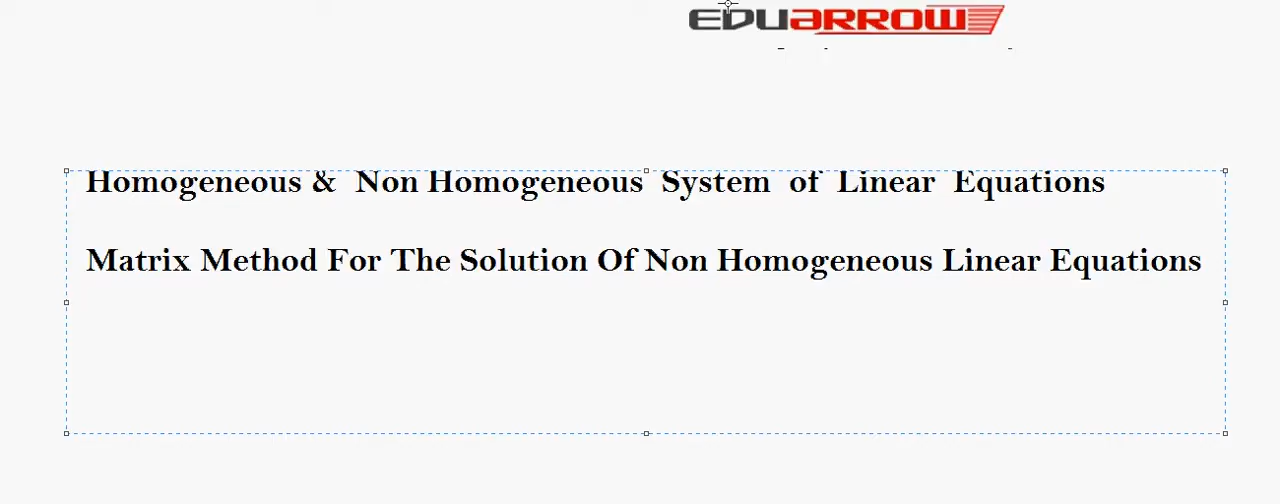 EDUARROW
Homogeneous & Non Homogeneous System of Linear Equations
Matrix Method For The Solution Of Non Homogeneous Linear Equations